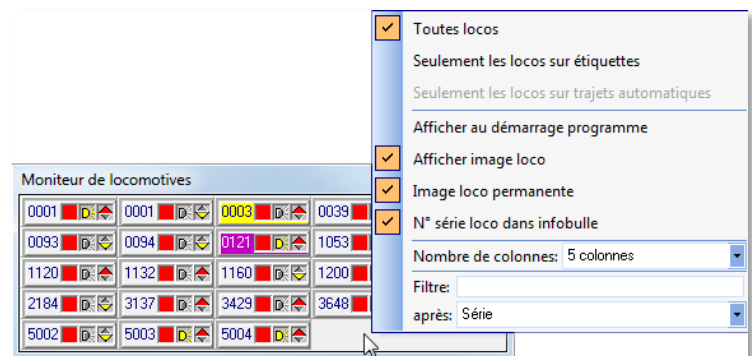 Toutes locos
Seulement les locos sur étiquettes
Seulement les locos sur trajets automatiques
Afficher au démarrage programme
Afficher image loco
Image loco permanente
N° série loco dans infobulle
Nombre de colonnes: 5 colonnes
Filtre:
après: Série
Moniteur de locomotives
0001 D 0001 D 0003 D 0039
0093 D 0094 D 0121 D 1053
1120 D 1132 D 1160 D 1200
2184 D 3137 D 3429 D 3648
5002 D 5003 D 5004 D